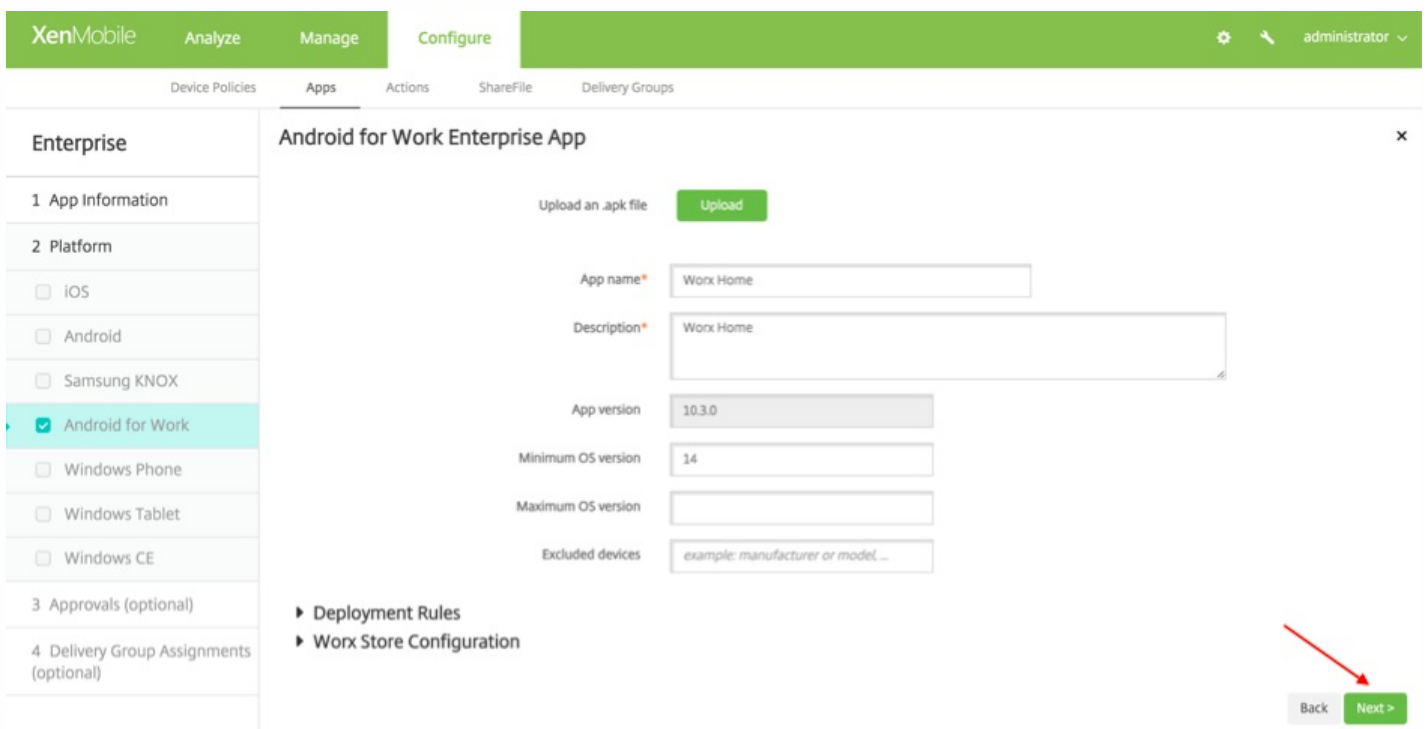 XenMobile Analyze Manage Configure administrator
Device Policies Apps Actions ShareFile Delivery Groups
Enterprise
1 App Information
2 Platform
iOS
Android
Samsung KNOX
Android for Work
Windows Phone
Windows Tablet
Windows CE
3 Approvals (optional)
4 Delivery Group Assignments
(optional)
Android for Work Enterprise App ×
Upload an .apk file Upload
App name* Worx Home
Description* Worx Home
App version 10.3.0
Minimum OS version 14
Maximum OS version
Excluded devices example: manufacturer or model, ...
Deployment Rules
Worx Store Configuration
Back Next >